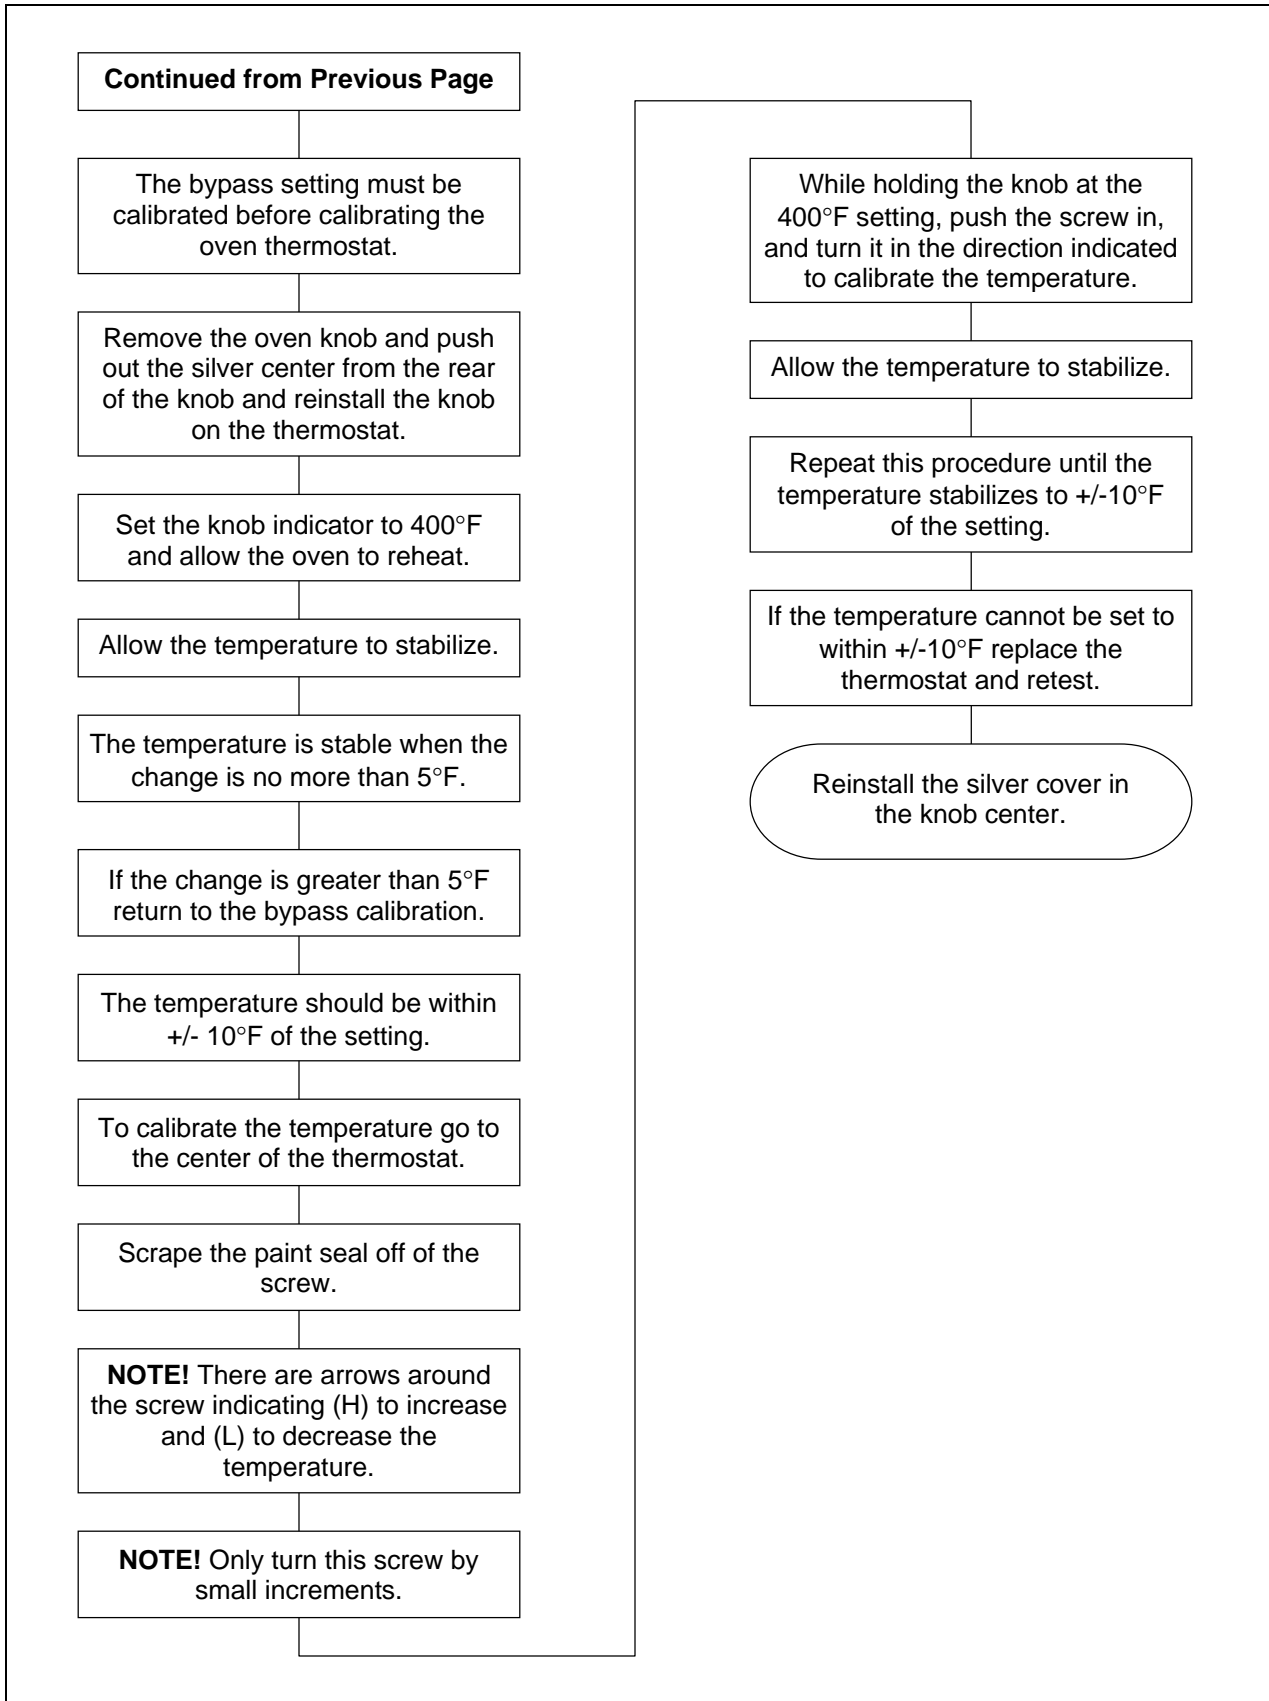 Continued from Previous Page
The bypass setting must be
calibrated before calibrating the
oven thermostat.
Remove the oven knob and push
out the silver center from the rear
of the knob and reinstall the knob
on the thermostat.
Set the knob indicator to 400°F
and allow the oven to reheat.
Allow the temperature to stabilize.
The temperature is stable when the
change is no more than 5°F.
If the change is greater than 5°F
return to the bypass calibration.
The temperature should be within
+/- 10°F of the setting.
To calibrate the temperature go to
the center of the thermostat.
Scrape the paint seal off of the
screw.
NOTE! There are arrows around
the screw indicating (H) to increase
and (L) to decrease the
temperature.
NOTE! Only turn this screw by
small increments.
While holding the knob at the
400°F setting, push the screw in,
and turn it in the direction indicated
to calibrate the temperature.
Allow the temperature to stabilize.
Repeat this procedure until the
temperature stabilizes to +/-10°F
of the setting.
If the temperature cannot be set to
within +/-10°F replace the
thermostat and retest.
Reinstall the silver cover in
the knob center.